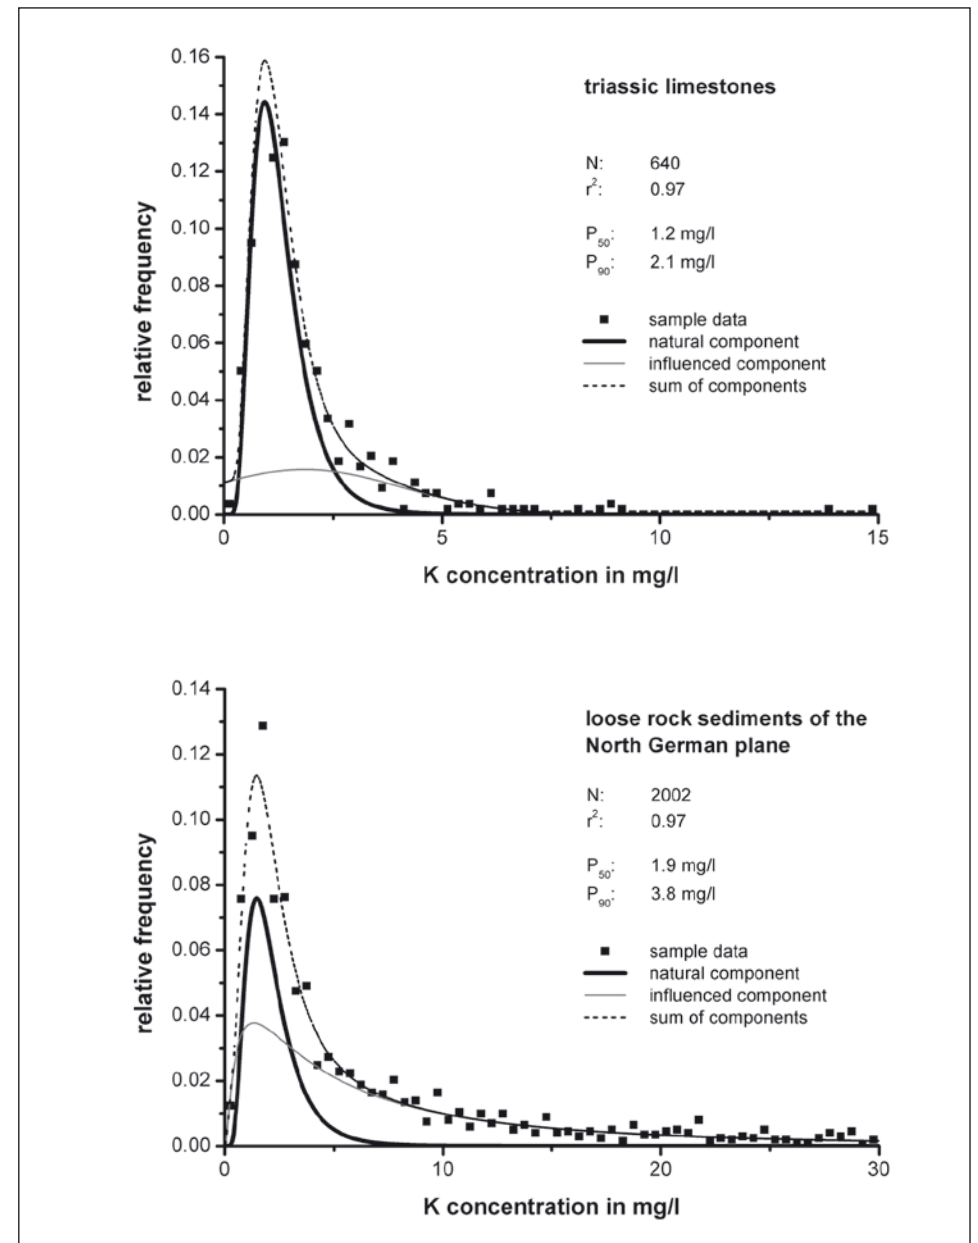 0.16
0.14
0.12
0.10
0.08
0.06
0.04
0.02
0.00
relative frequency
0 5 10 15
K concentration in mg/l
triassic limestones
N: 640
r²: 0.97
P₅₀: 1.2 mg/l
P₉₀: 2.1 mg/l
sample data
natural component
influenced component
sum of components
0.14
0.12
0.10
0.08
0.06
0.04
0.02
0.00
relative frequency
0 10 20 30
K concentration in mg/l
loose rock sediments of the
North German plane
N: 2002
r²: 0.97
P₅₀: 1.9 mg/l
P₉₀: 3.8 mg/l
sample data
natural component
influenced component
sum of components